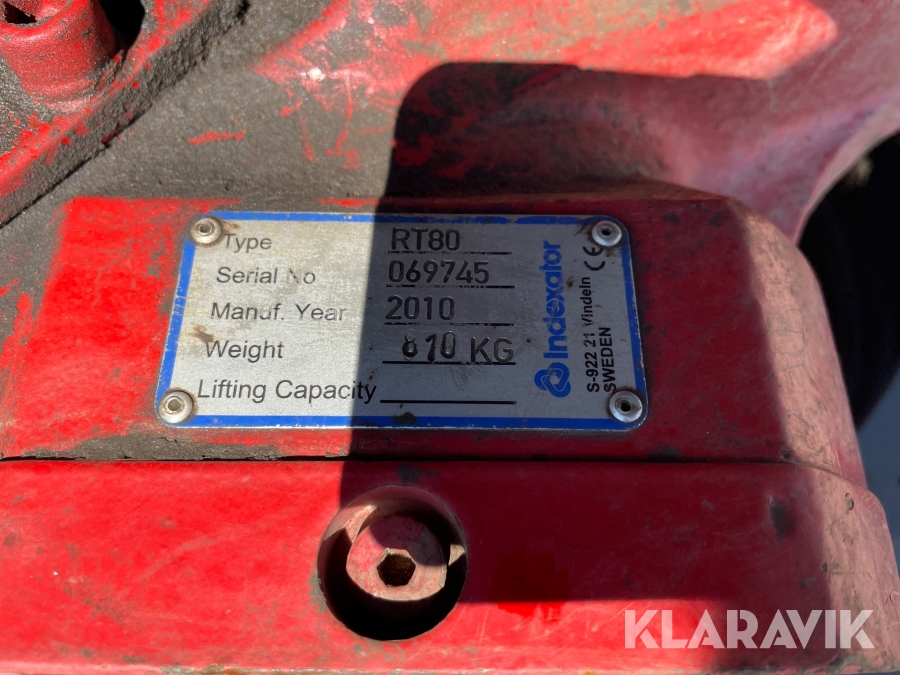 Type RT80
Serial No 069745
Manuf. Year 2010
Weight 810 KG
Lifting Capacity
Indexator
S-922 21 Vindeln CE
SWEDEN
KLARAVIK